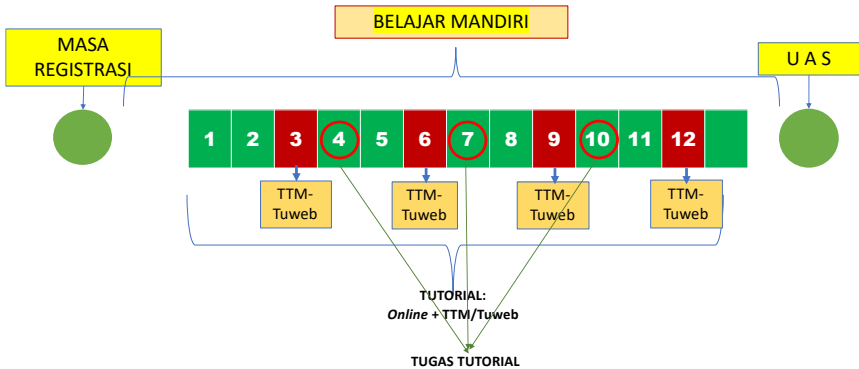 BELAJAR MANDIRI
MASA
REGISTRASI
U A S
1 2 3 4 5 6 7 8 9 10 11 12
TTM-
Tuweb
TTM-
Tuweb
TTM-
Tuweb
TTM-
Tuweb
TUTORIAL:
Online + TTM/Tuweb
TUGAS TUTORIAL